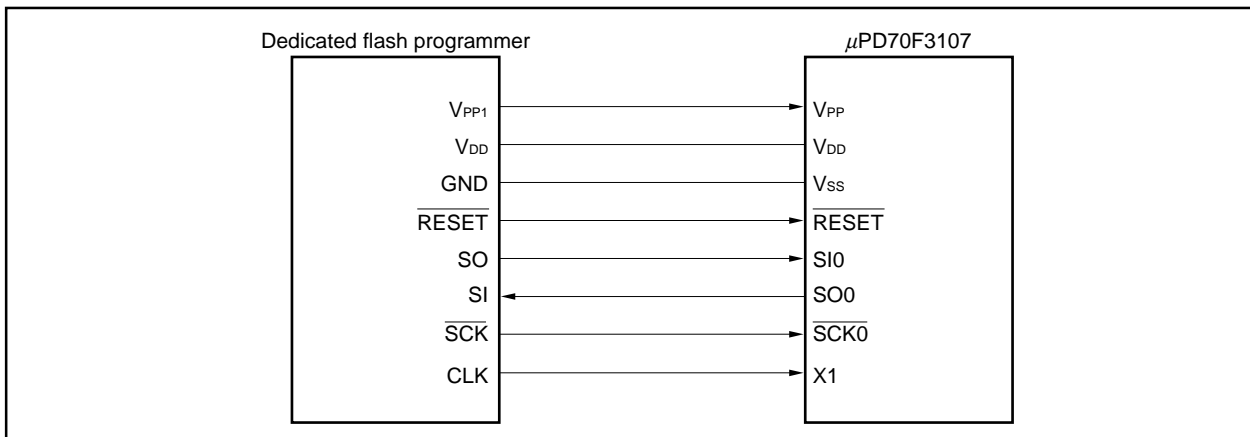 Dedicated flash programmer μPD70F3107
VPP1 VPP
VDD VDD
GND VSS
RESET RESET
SO SI0
SI SO0
SCK SCK0
CLK X1